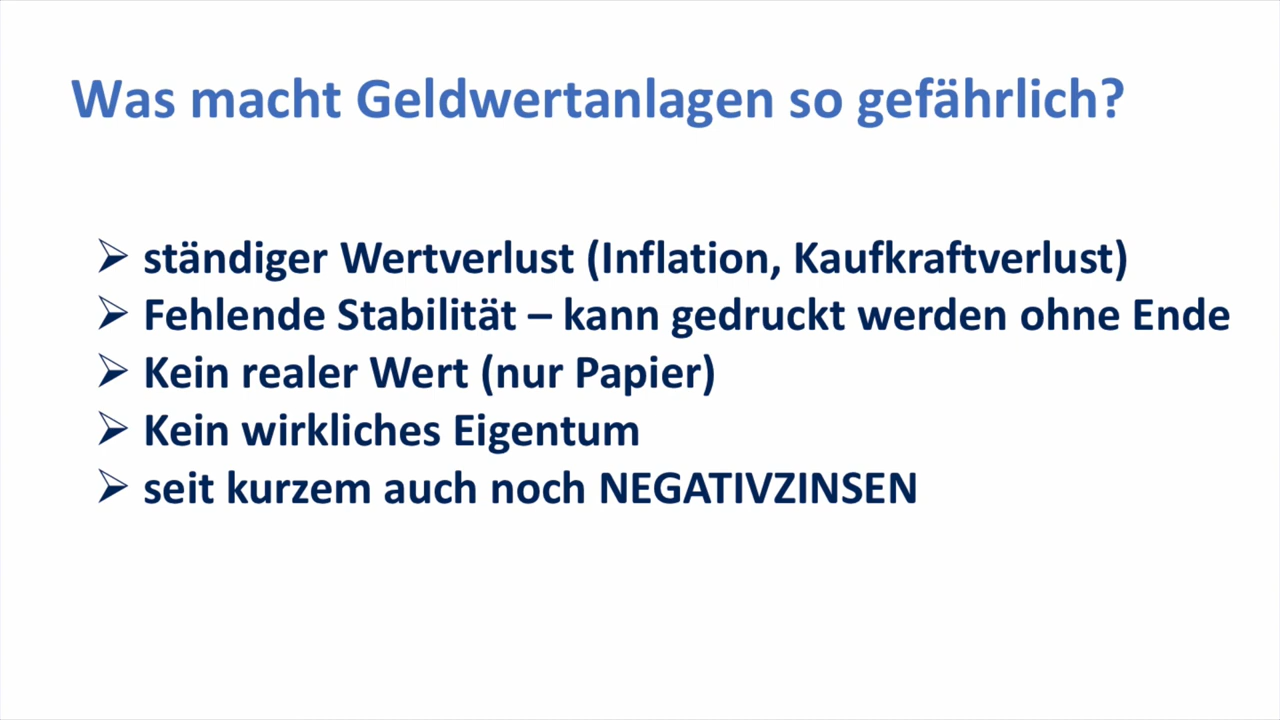 Was macht Geldwertanlagen so gefährlich?
➢ ständiger Wertverlust (Inflation, Kaufkraftverlust)
➢ Fehlende Stabilität – kann gedruckt werden ohne Ende
➢ Kein realer Wert (nur Papier)
➢ Kein wirkliches Eigentum
➢ seit kurzem auch noch NEGATIVZINSEN